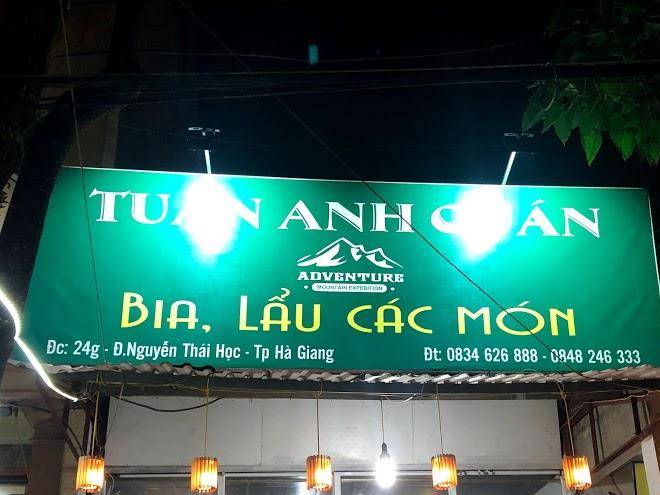 TUẤN ANH QUÁN
ADVENTURE
MOUNTAIN EXPEDITION
BIA, LẨU CÁC MÓN
Đc: 24g - Đ.Nguyễn Thái Học - Tp Hà Giang Đt: 0834 626 888 - 0848 246 333